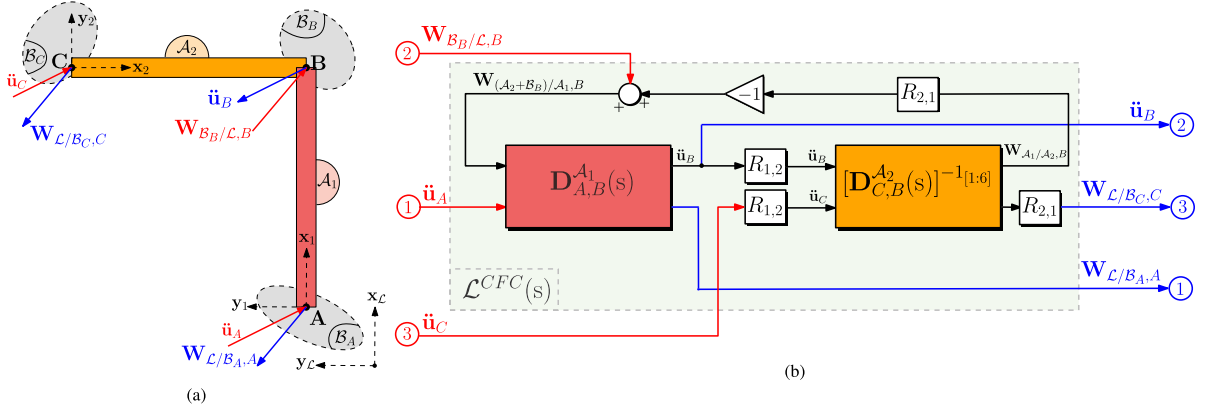 y₂
𝓑_B
𝓑_C
C
𝓐₂
B
x₂
ü_C
ü_B
W_{𝓛/𝓑_C,C}
W_{𝓑_B/𝓛,B}
𝓐₁
x₁
y₁
A
x_𝓛
ü_A
𝓑_A
W_{𝓛/𝓑_A,A}
y_𝓛
(a)
2
W_{𝓑_B/𝓛,B}
W_{(𝓐₂+𝓑_B)/𝓐₁,B}
+
+
-1
R_{2,1}
ü_B
2
D^{𝓐₁}_{A,B}(s)
ü_B
R_{1,2}
ü_B
[D^{𝓐₂}_{C,B}(s)]^{-1_{[1:6]}}
W_{𝓐₁/𝓐₂,B}
1
ü_A
R_{1,2}
ü_C
R_{2,1}
W_{𝓛/𝓑_C,C}
3
𝓛^{CFC}(s)
W_{𝓛/𝓑_A,A}
1
3
ü_C
(b)